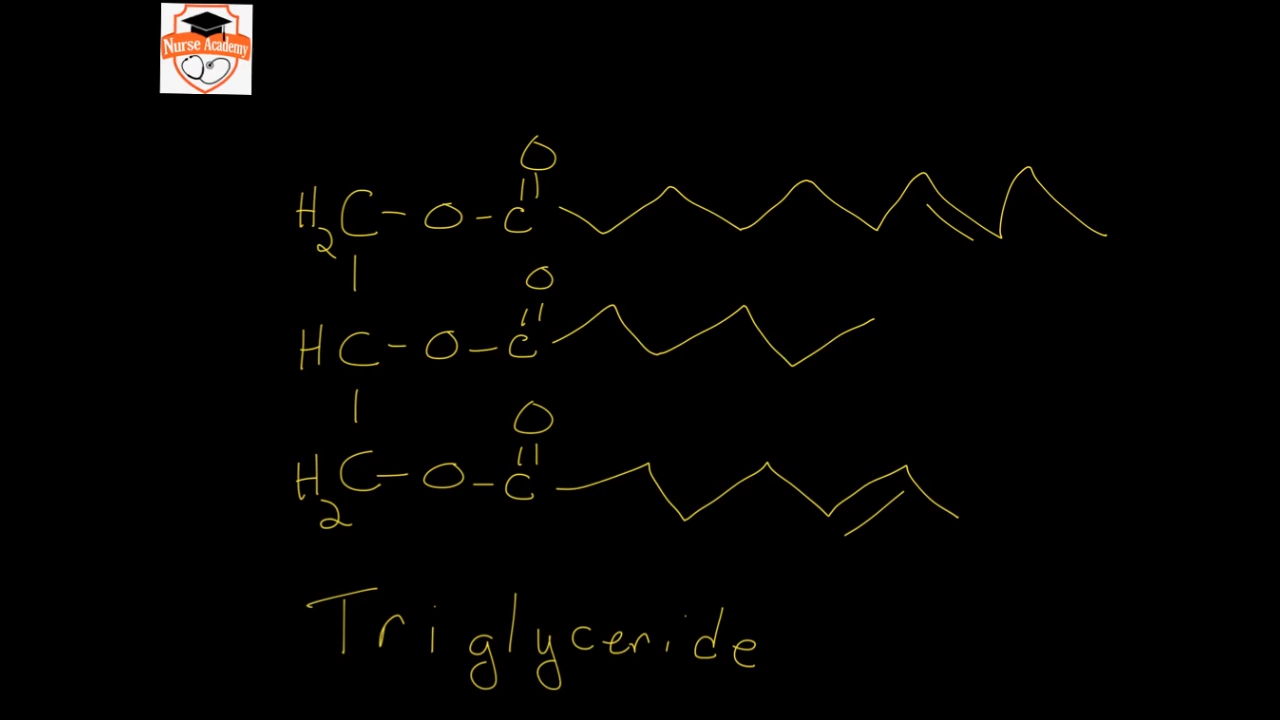 Nurse Academy
O
H2C-O-C
O
HC-O-C
O
H2C-O-C
Triglyceride